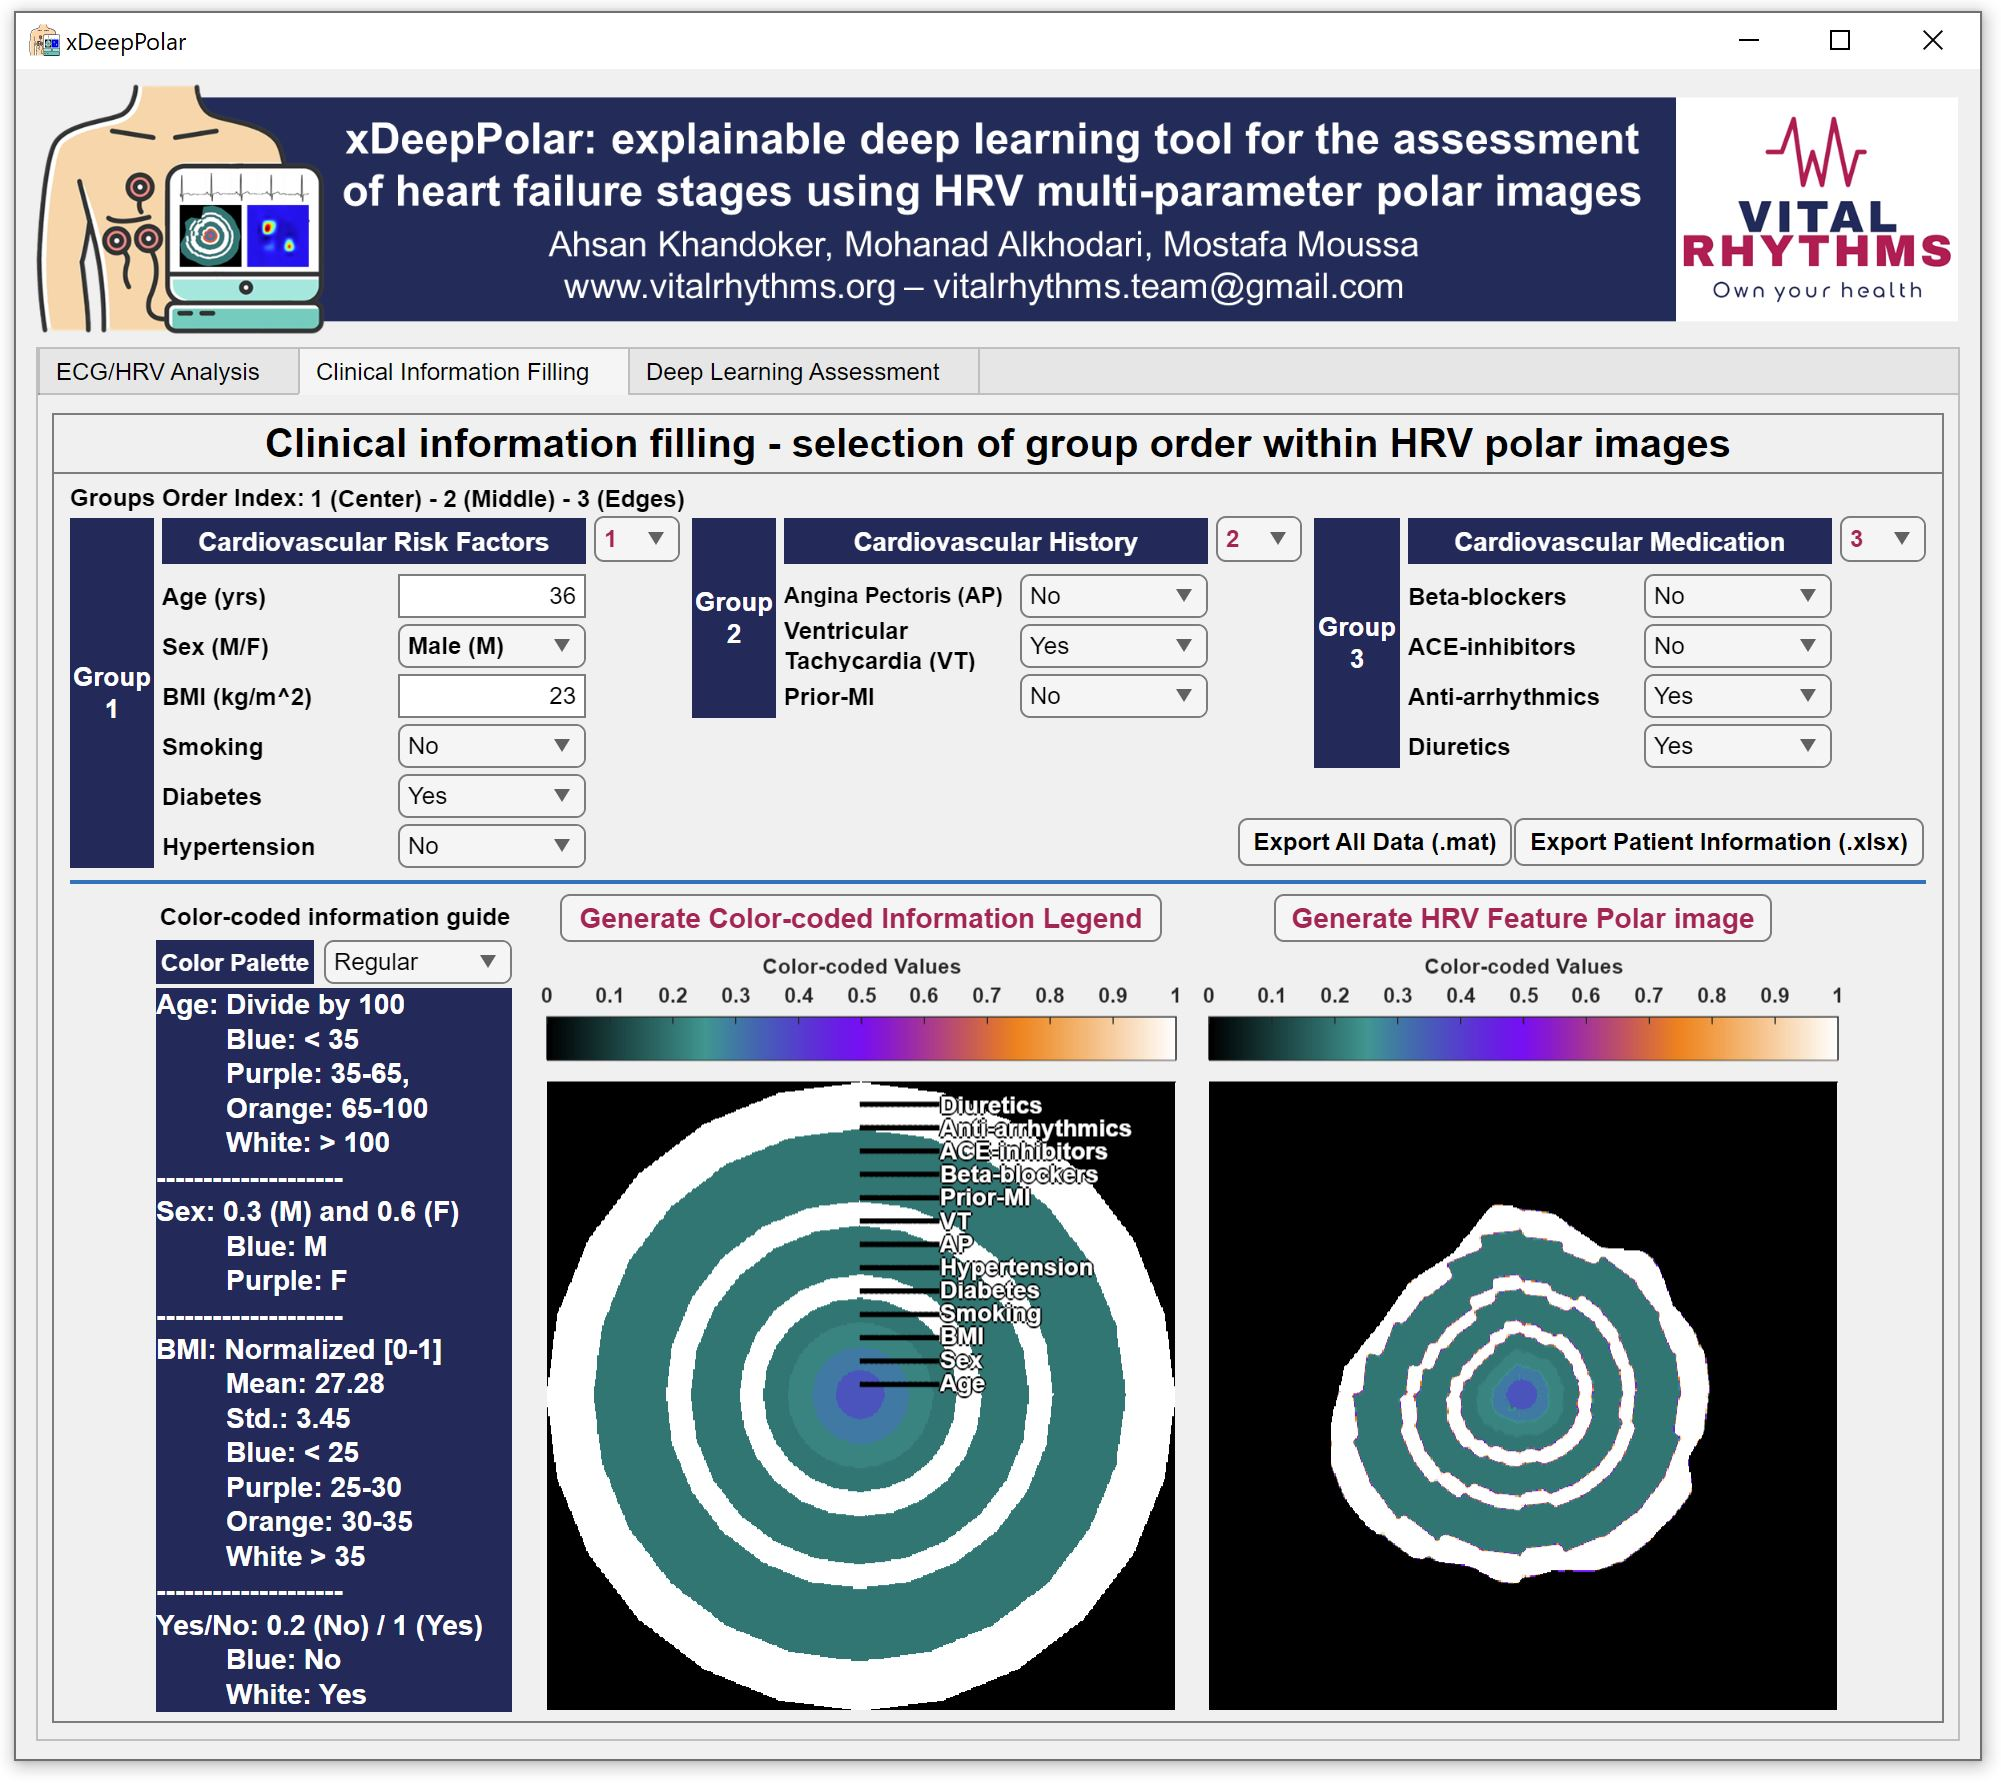 xDeepPolar
xDeepPolar: explainable deep learning tool for the assessment
of heart failure stages using HRV multi-parameter polar images
Ahsan Khandoker, Mohanad Alkhodari, Mostafa Moussa
www.vitalrhythms.org – vitalrhythms.team@gmail.com
VITAL
RHYTHMS
Own your health
ECG/HRV Analysis
Clinical Information Filling
Deep Learning Assessment
Clinical information filling - selection of group order within HRV polar images
Groups Order Index: 1 (Center) - 2 (Middle) - 3 (Edges)
Group
1
Cardiovascular Risk Factors
1
Age (yrs)
36
Sex (M/F)
Male (M)
BMI (kg/m^2)
23
Smoking
No
Diabetes
Yes
Hypertension
No
Group
2
Cardiovascular History
2
Angina Pectoris (AP)
No
Ventricular
Tachycardia (VT)
Yes
Prior-MI
No
Group
3
Cardiovascular Medication
3
Beta-blockers
No
ACE-inhibitors
No
Anti-arrhythmics
Yes
Diuretics
Yes
Export All Data (.mat)
Export Patient Information (.xlsx)
Color-coded information guide
Color Palette
Regular
Age: Divide by 100
Blue: < 35
Purple: 35-65,
Orange: 65-100
White: > 100
--------------------
Sex: 0.3 (M) and 0.6 (F)
Blue: M
Purple: F
--------------------
BMI: Normalized [0-1]
Mean: 27.28
Std.: 3.45
Blue: < 25
Purple: 25-30
Orange: 30-35
White > 35
--------------------
Yes/No: 0.2 (No) / 1 (Yes)
Blue: No
White: Yes
Generate Color-coded Information Legend
Color-coded Values
0 0.1 0.2 0.3 0.4 0.5 0.6 0.7 0.8 0.9 1
Diuretics
Anti-arrhythmics
ACE-inhibitors
Beta-blockers
Prior-MI
VT
AP
Hypertension
Diabetes
Smoking
BMI
Sex
Age
Generate HRV Feature Polar image
Color-coded Values
0 0.1 0.2 0.3 0.4 0.5 0.6 0.7 0.8 0.9 1